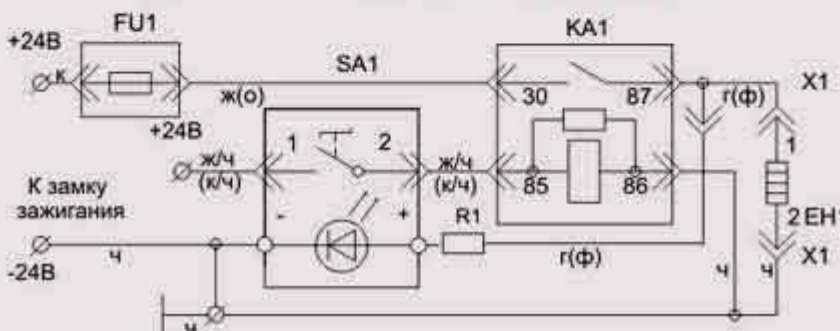 FU1
KA1
+24В
SA1
X1
к
ж(о)
30
87
г(ф)
+24В
1
2
1
ж/ч
(к/ч)
ж/ч
(к/ч)
85
86
К замку
зажигания
-
+
R1
2 EH
X1
-24В
ч
г(ф)
ч
ч
ч